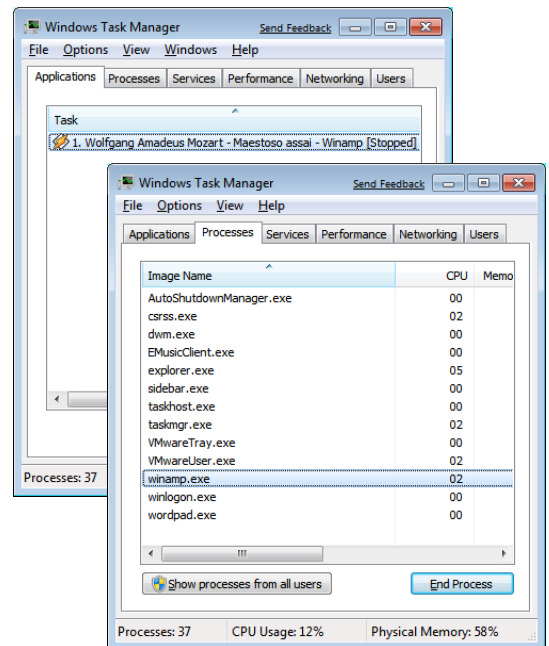 Windows Task Manager Send Feedback
File Options View Windows Help
Applications Processes Services Performance Networking Users
Task
1. Wolfgang Amadeus Mozart - Maestoso assai - Winamp [Stopped]
Processes: 37
Windows Task Manager Send Feedback
File Options View Help
Applications Processes Services Performance Networking Users
Image Name CPU Memo
AutoShutdownManager.exe 00
csrss.exe 02
dwm.exe 00
EMusicClient.exe 00
explorer.exe 05
sidebar.exe 00
taskhost.exe 00
taskmgr.exe 02
VMwareTray.exe 00
VMwareUser.exe 02
winamp.exe 02
winlogon.exe 00
wordpad.exe 00
Show processes from all users End Process
Processes: 37 CPU Usage: 12% Physical Memory: 58%